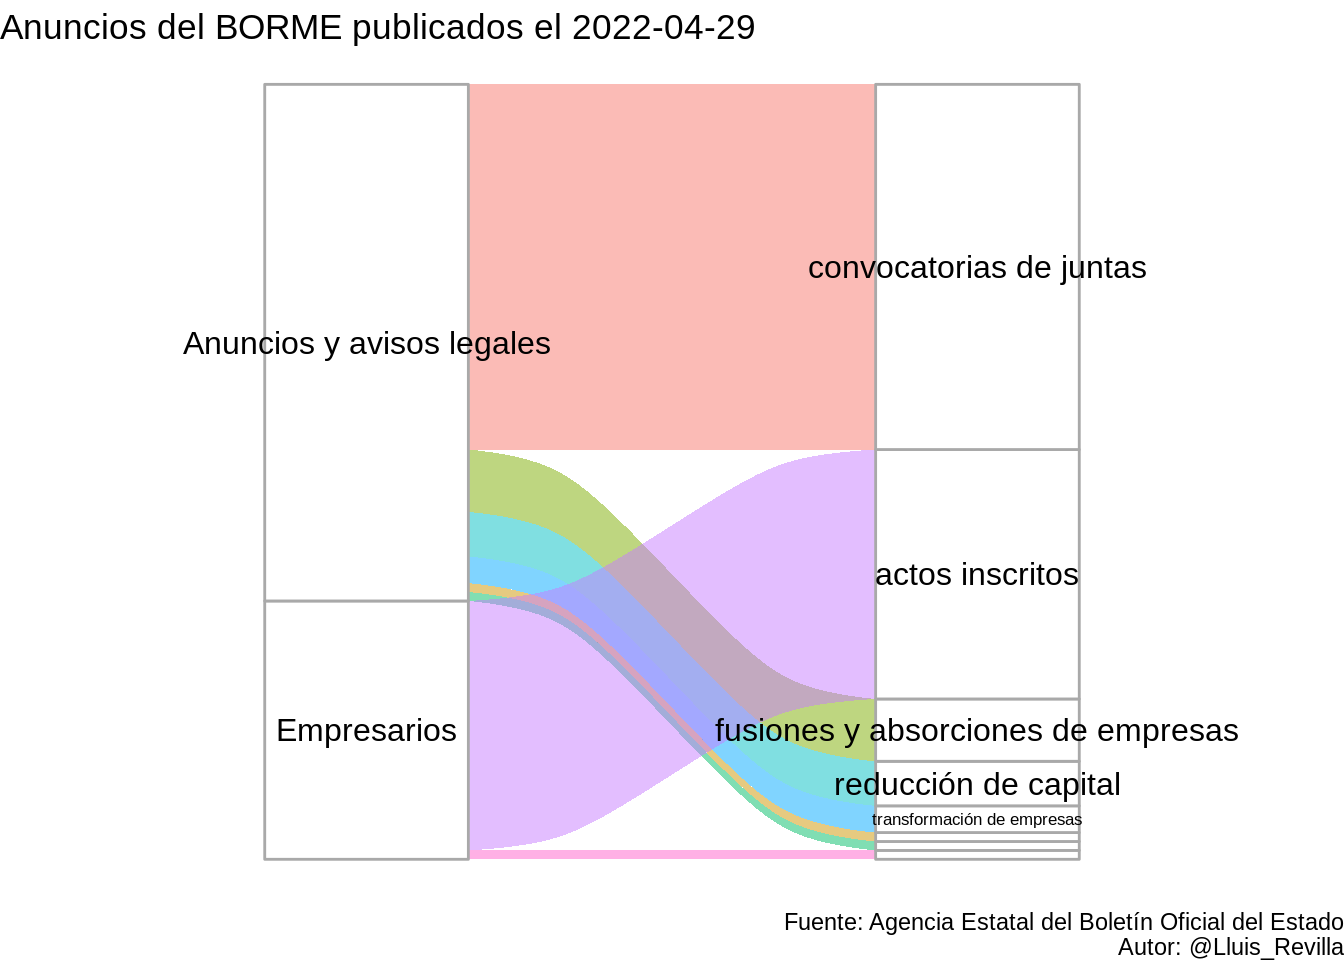 Anuncios del BORME publicados el 2022-04-29
convocatorias de juntas
Anuncios y avisos legales
actos inscritos
Empresarios
fusiones y absorciones de empresas
reducción de capital
transformación de empresas
Fuente: Agencia Estatal del Boletín Oficial del Estado
Autor: @Lluis_Revilla